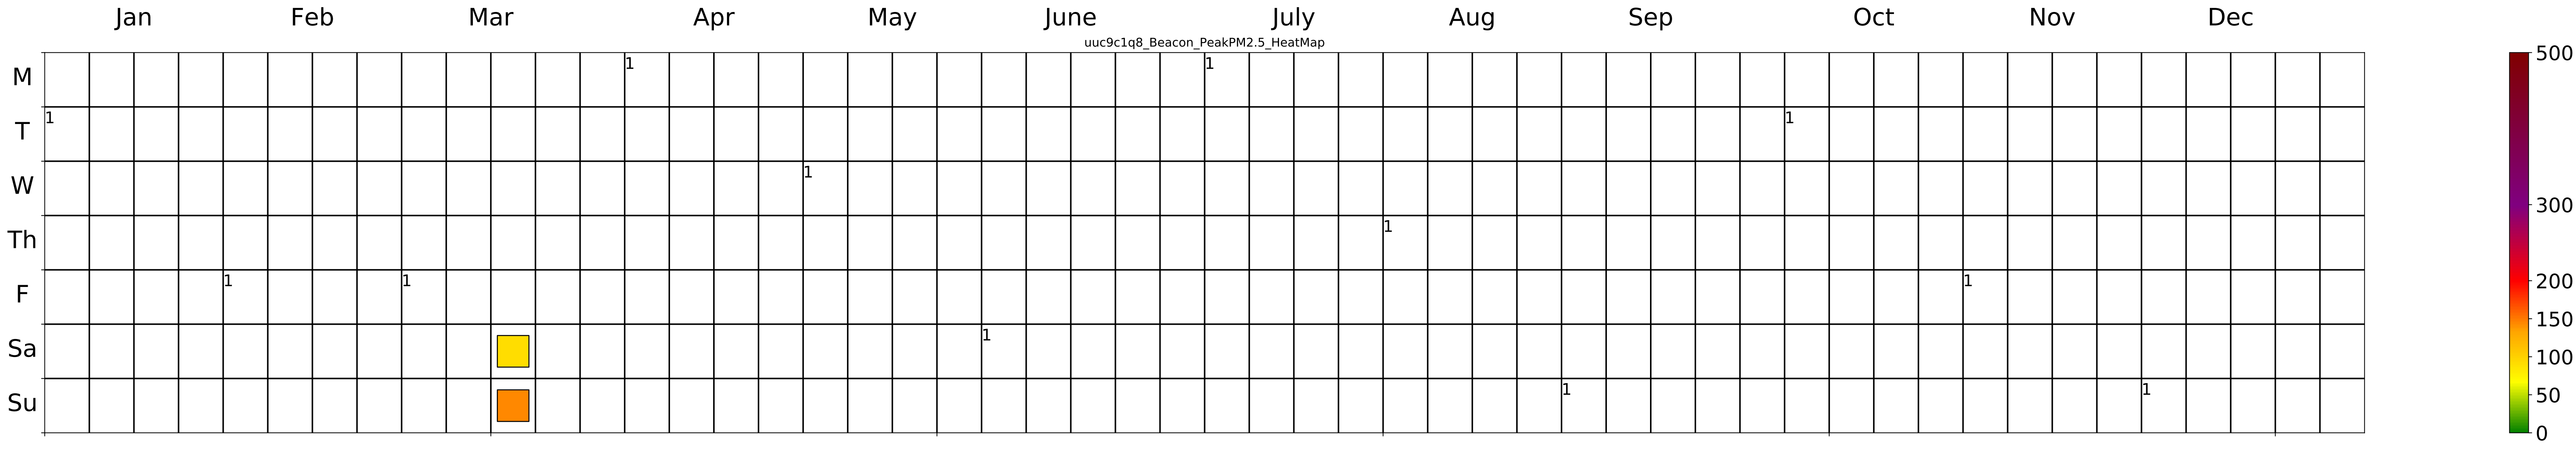 Jan Feb Mar Apr May June July Aug Sep Oct Nov Dec
uuc9c1q8_Beacon_PeakPM2.5_HeatMap
M 1 1
T 1 1
W 1
Th 1
F 1 1 1
Sa 1
Su 1 1
500
300
200
150
100
50
0